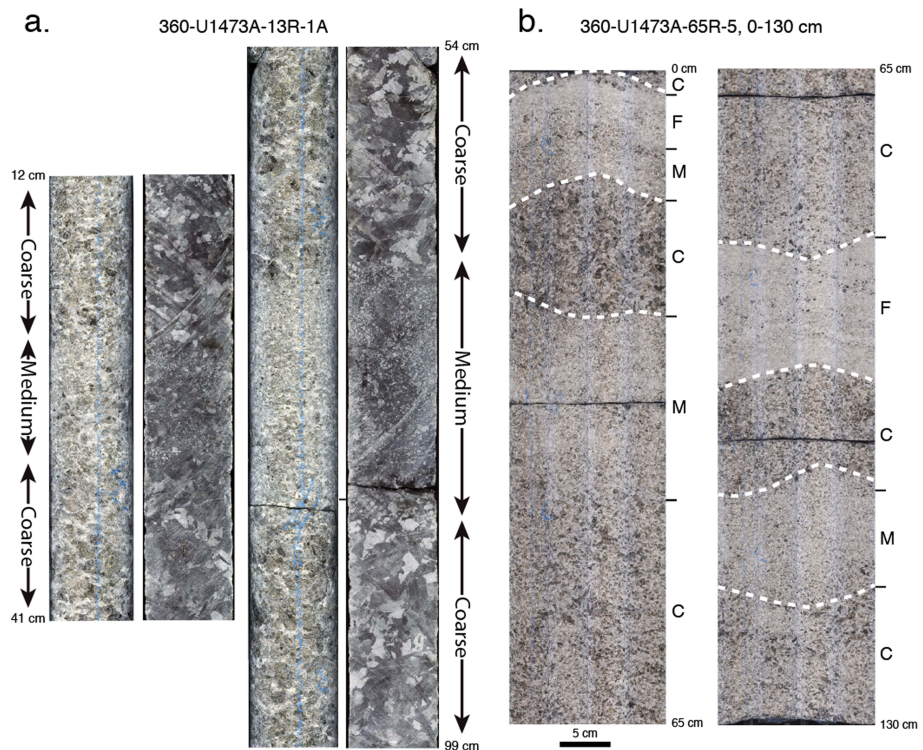 a.
360-U1473A-13R-1A
12 cm
Coarse
Medium
Coarse
41 cm
54 cm
Coarse
Medium
Coarse
99 cm
b.
360-U1473A-65R-5, 0-130 cm
0 cm
C
F
M
C
M
C
65 cm
5 cm
65 cm
C
F
C
M
C
130 cm